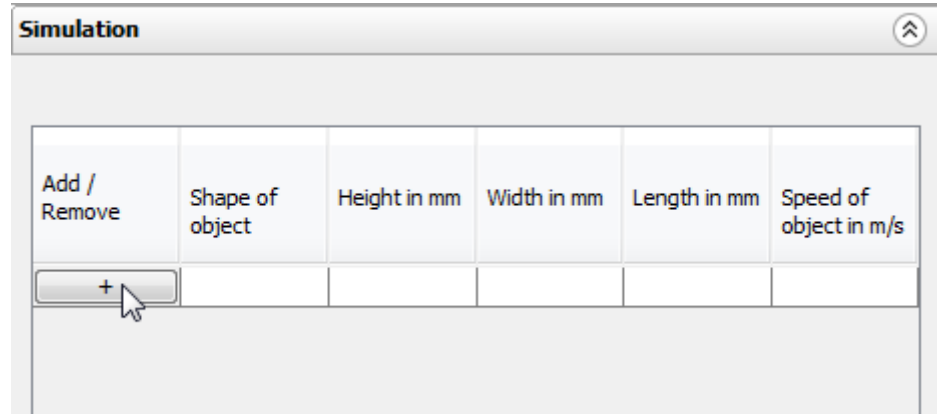 Simulation
Add /
Remove
Shape of
object
Height in mm
Width in mm
Length in mm
Speed of
object in m/s
+